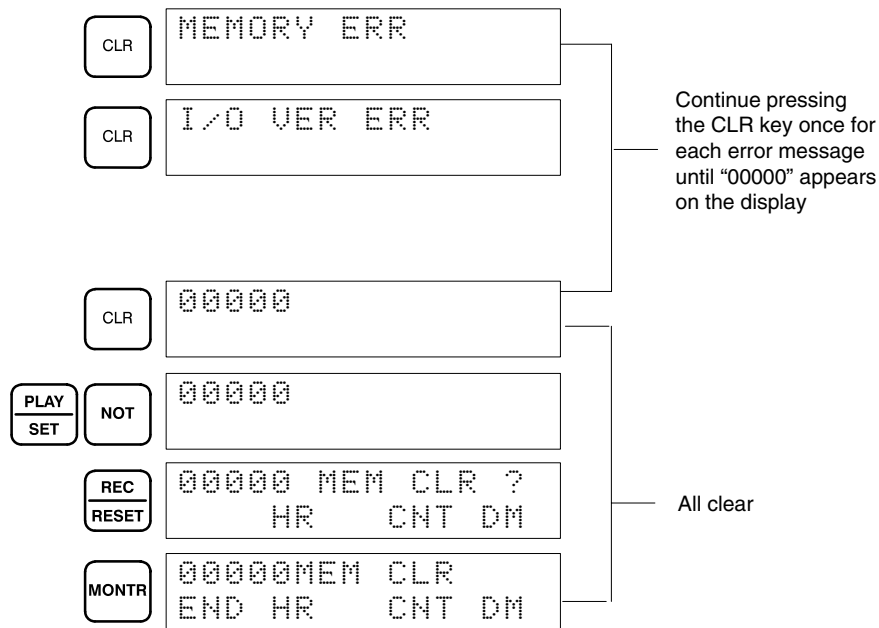 CLR
MEMORY ERR
CLR
I/O VER ERR
Continue pressing
the CLR key once for
each error message
until “00000” appears
on the display
CLR
00000
PLAY
SET
NOT
00000
REC
RESET
00000 MEM CLR ?
HR CNT DM
All clear
MONTR
00000MEM CLR
END HR CNT DM